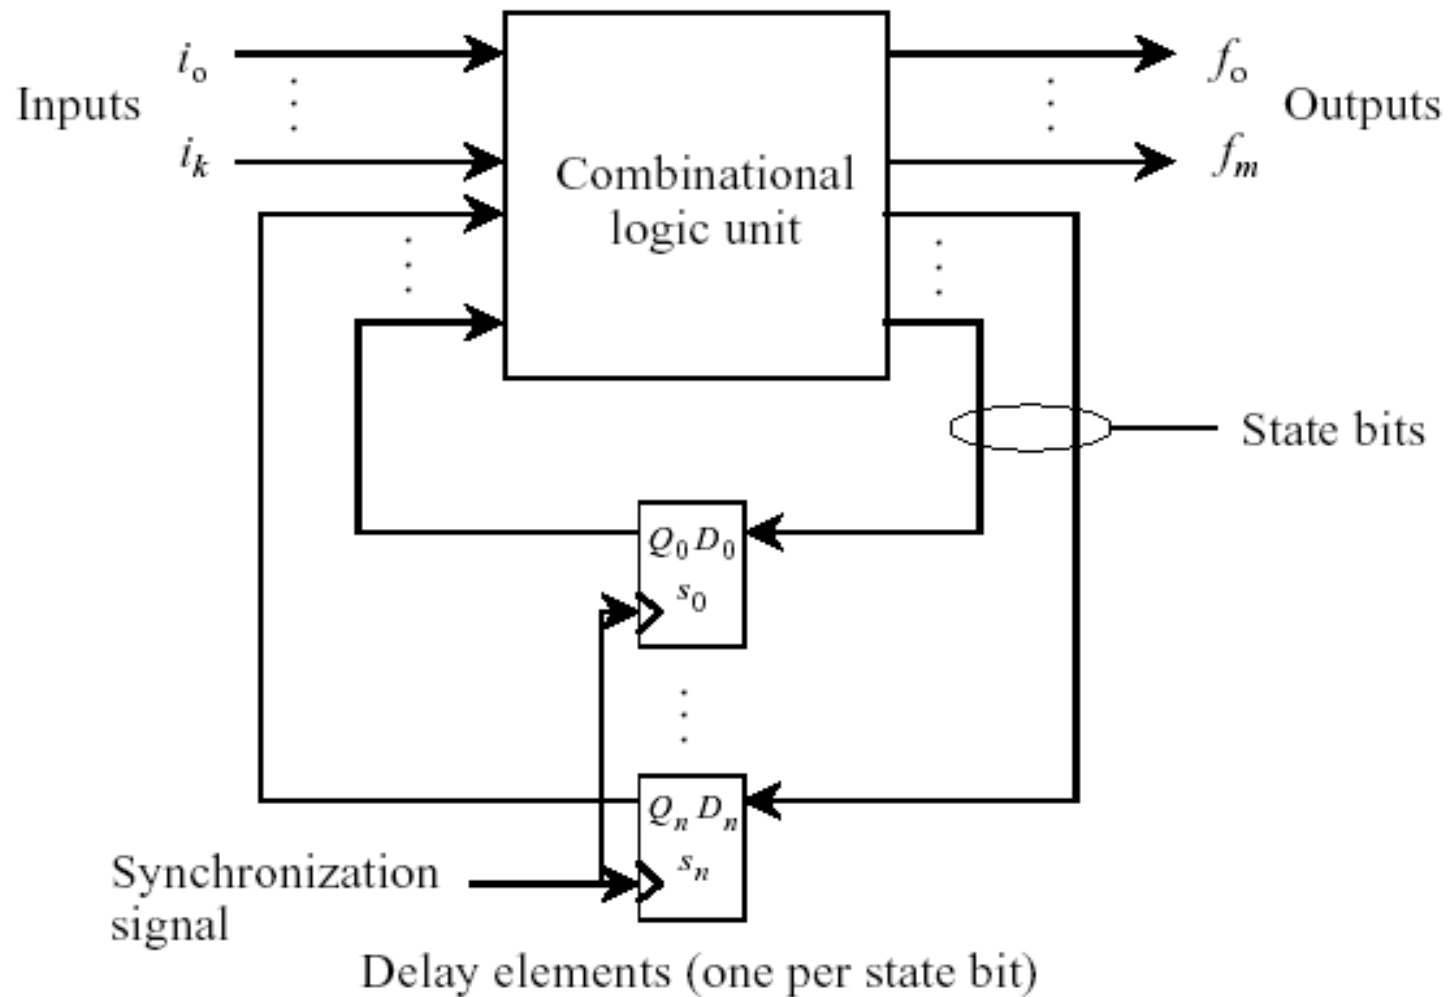 Inputs
i₀
i_k
Combinational
logic unit
f₀
f_m
Outputs
State bits
Q₀ D₀
s₀
Q_n D_n
s_n
Synchronization
signal
Delay elements (one per state bit)